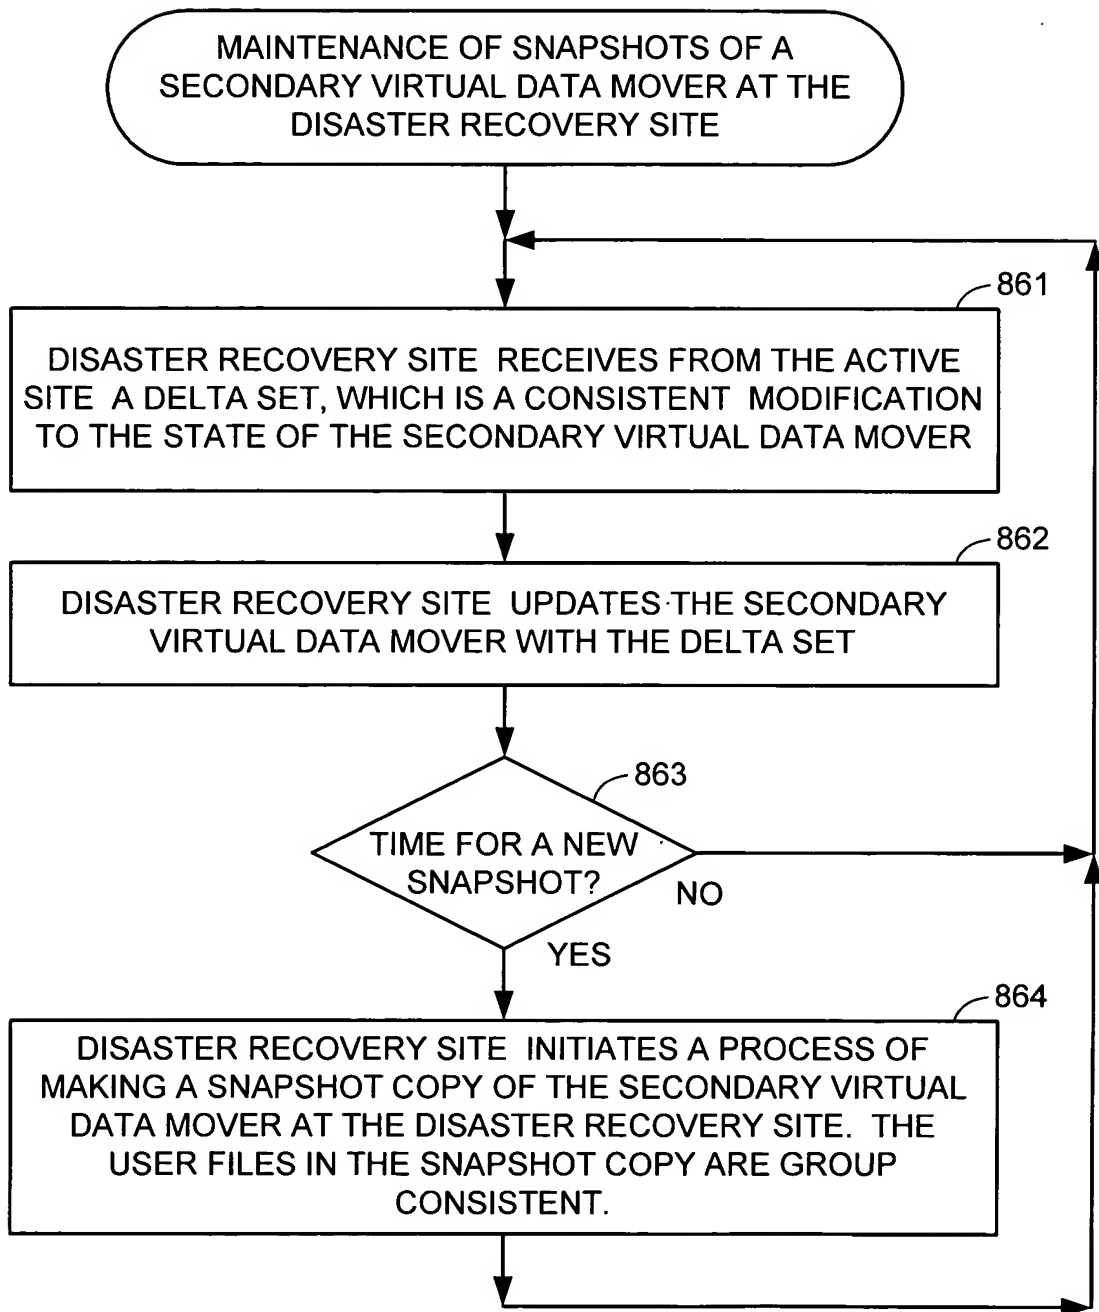 MAINTENANCE OF SNAPSHOTS OF A
SECONDARY VIRTUAL DATA MOVER AT THE
DISASTER RECOVERY SITE
861
DISASTER RECOVERY SITE RECEIVES FROM THE ACTIVE
SITE A DELTA SET, WHICH IS A CONSISTENT MODIFICATION
TO THE STATE OF THE SECONDARY VIRTUAL DATA MOVER
862
DISASTER RECOVERY SITE UPDATES THE SECONDARY
VIRTUAL DATA MOVER WITH THE DELTA SET
863
TIME FOR A NEW
SNAPSHOT?
NO
YES
864
DISASTER RECOVERY SITE INITIATES A PROCESS OF
MAKING A SNAPSHOT COPY OF THE SECONDARY VIRTUAL
DATA MOVER AT THE DISASTER RECOVERY SITE. THE
USER FILES IN THE SNAPSHOT COPY ARE GROUP
CONSISTENT.